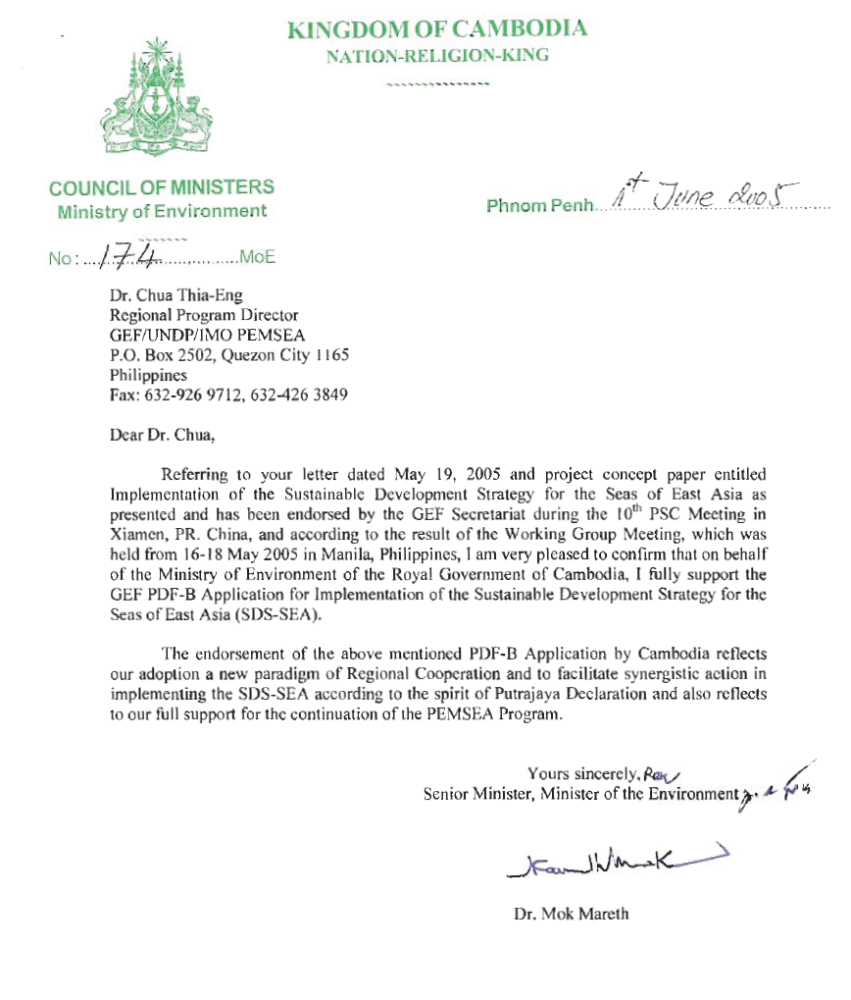 KINGDOM OF CAMBODIA
NATION-RELIGION-KING
COUNCIL OF MINISTERS
Ministry of Environment
Phnom Penh 1st June 2005
No : 174 MoE
Dr. Chua Thia-Eng
Regional Program Director
GEF/UNDP/IMO PEMSEA
P.O. Box 2502, Quezon City 1165
Philippines
Fax: 632-926 9712, 632-426 3849
Dear Dr. Chua,
Referring to your letter dated May 19, 2005 and project concept paper entitled
Implementation of the Sustainable Development Strategy for the Seas of East Asia as
presented and has been endorsed by the GEF Secretariat during the 10th PSC Meeting in
Xiamen, PR. China, and according to the result of the Working Group Meeting, which was
held from 16-18 May 2005 in Manila, Philippines, I am very pleased to confirm that on behalf
of the Ministry of Environment of the Royal Government of Cambodia, I fully support the
GEF PDF-B Application for Implementation of the Sustainable Development Strategy for the
Seas of East Asia (SDS-SEA).
The endorsement of the above mentioned PDF-B Application by Cambodia reflects
our adoption a new paradigm of Regional Cooperation and to facilitate synergistic action in
implementing the SDS-SEA according to the spirit of Putrajaya Declaration and also reflects
to our full support for the continuation of the PEMSEA Program.
Yours sincerely,
Senior Minister, Minister of the Environment
Dr. Mok Mareth